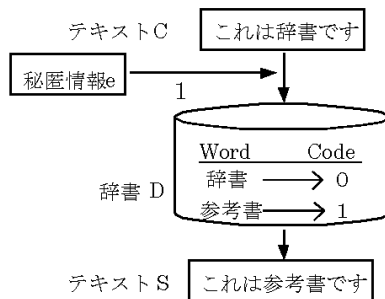 テキストC これは辞書です
秘匿情報e
1
Word Code
辞書 0
辞書 D
参考書 1
テキストS これは参考書です